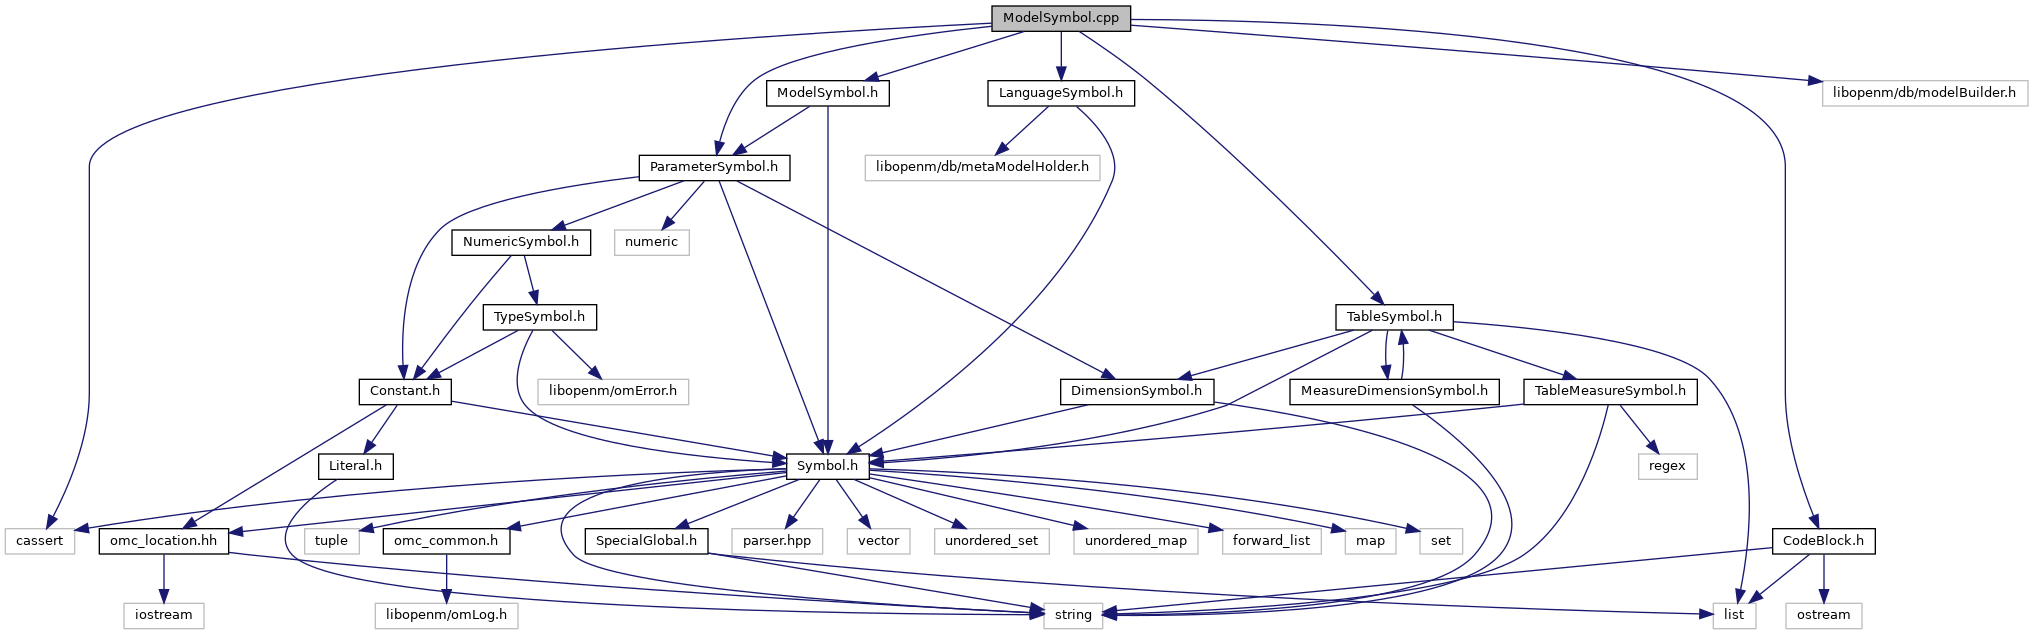 ModelSymbol.cpp
ModelSymbol.h
LanguageSymbol.h
libopenm/db/modelBuilder.h
ParameterSymbol.h
libopenm/db/metaModelHolder.h
NumericSymbol.h
numeric
TypeSymbol.h
TableSymbol.h
Constant.h
libopenm/omError.h
DimensionSymbol.h
MeasureDimensionSymbol.h
TableMeasureSymbol.h
Literal.h
Symbol.h
regex
cassert
omc_location.hh
tuple
omc_common.h
SpecialGlobal.h
parser.hpp
vector
unordered_set
unordered_map
forward_list
map
set
CodeBlock.h
iostream
libopenm/omLog.h
string
list
ostream